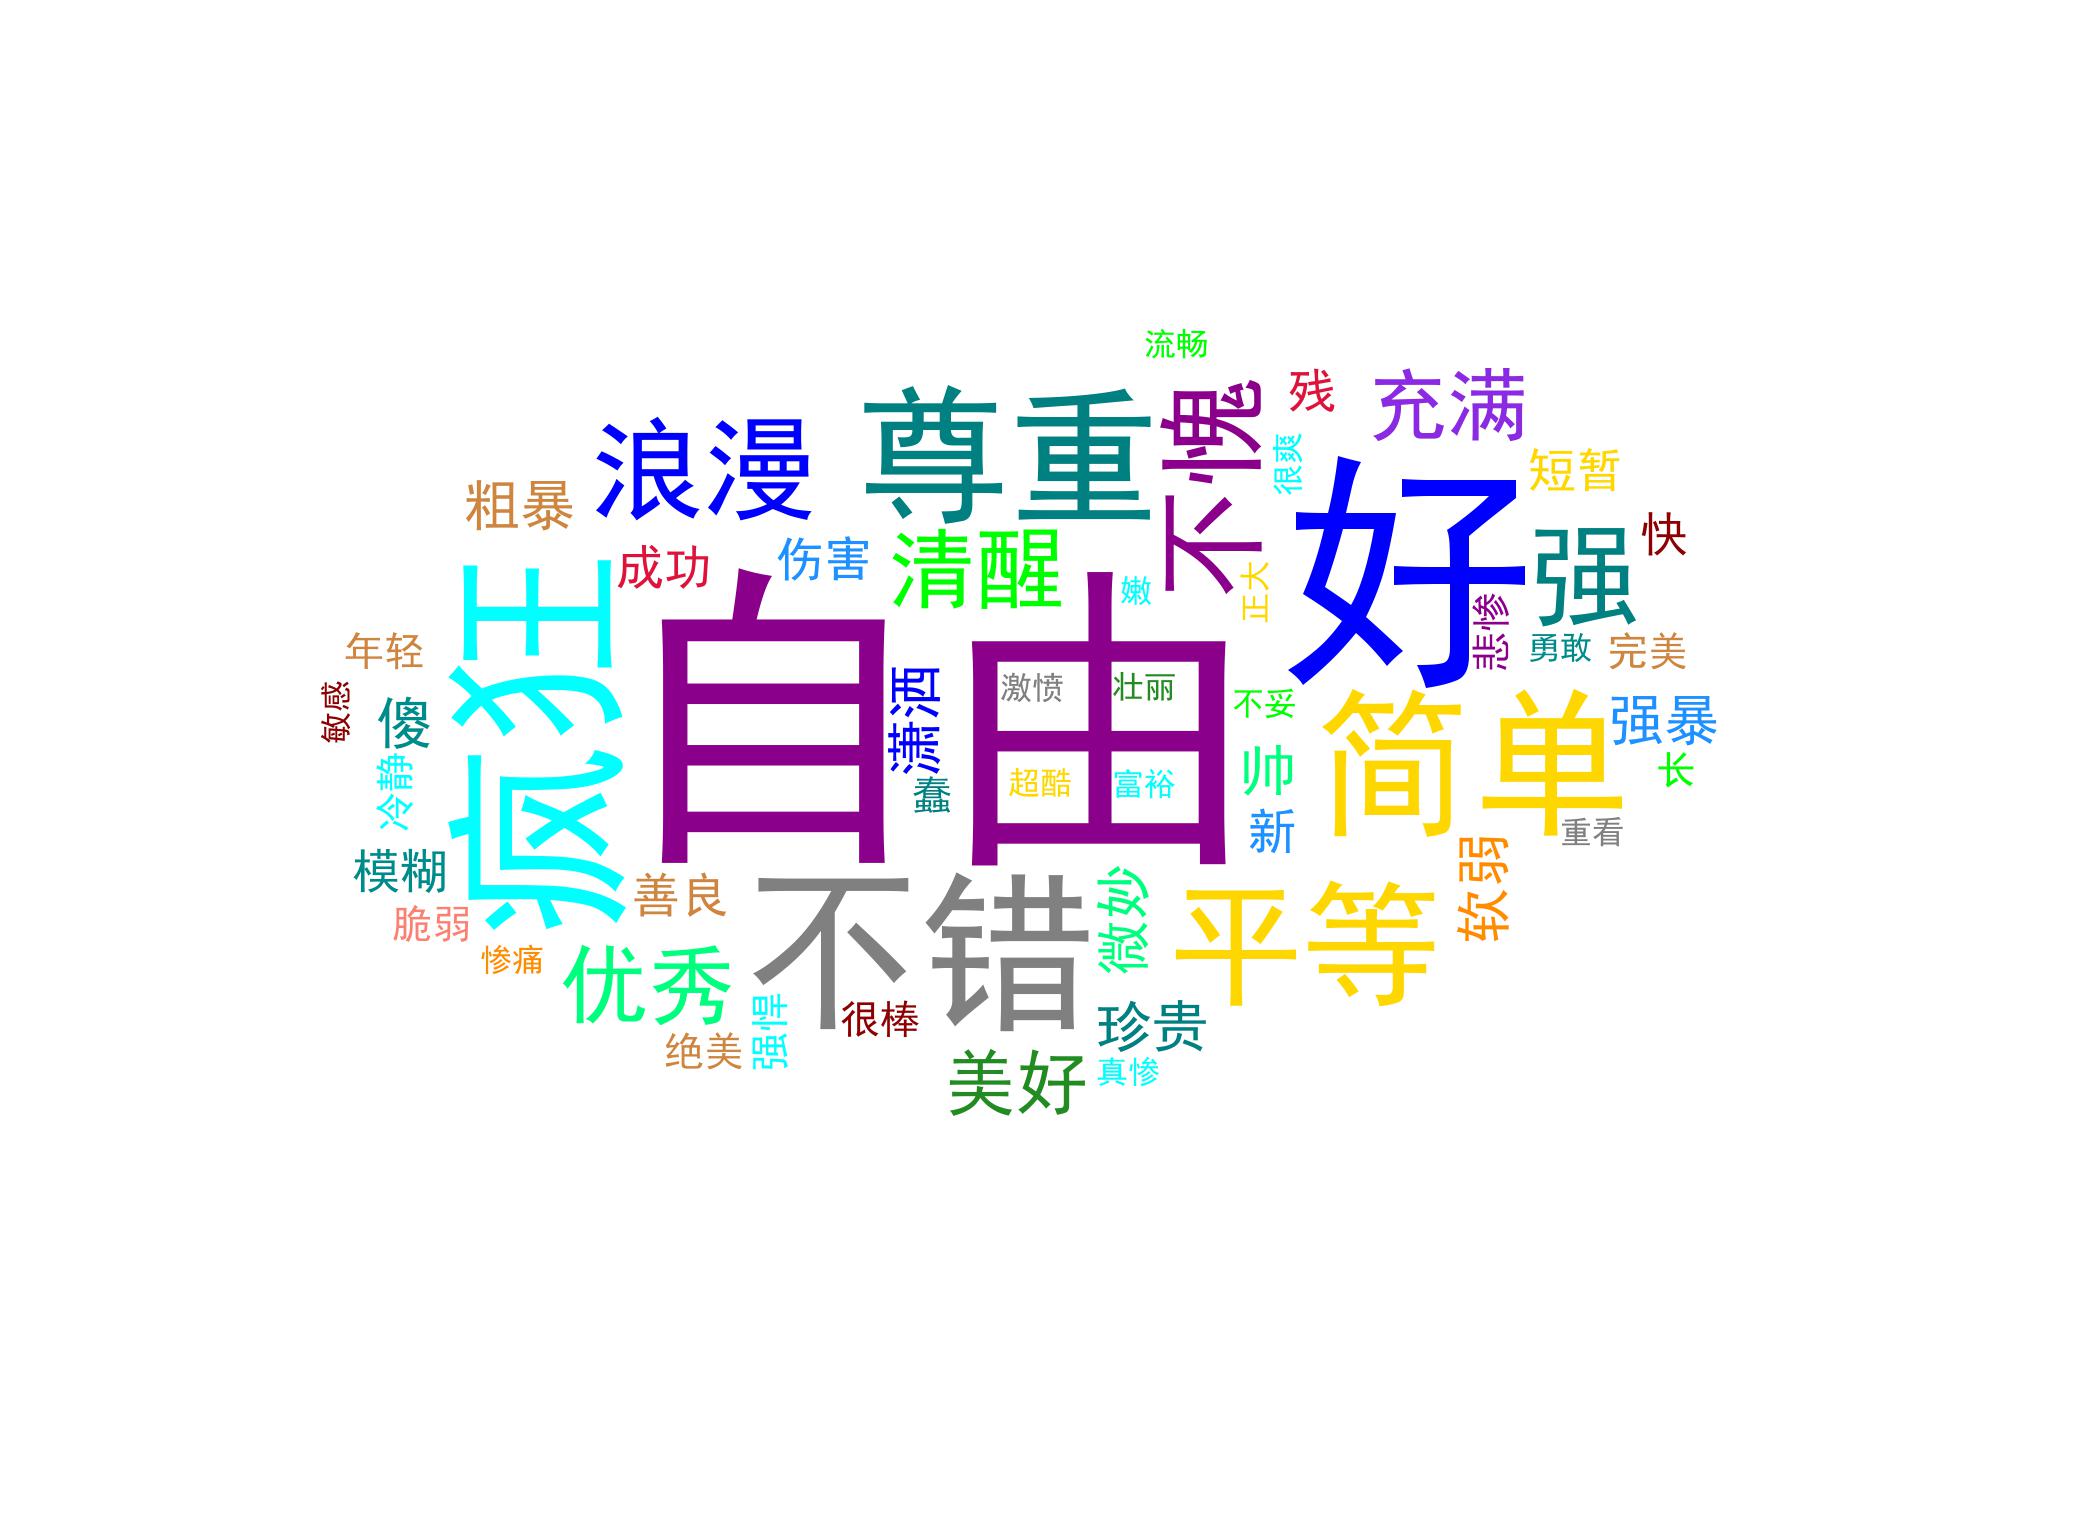 流畅
残
充满
尊重
不愧
浪漫
很爽
短暂
粗暴
好
快
强
清醒
伤害
成功
疯狂
自由
嫩
正大
悲惨
勇敢
完美
年轻
敏感
傻
潇洒
激愤
壮丽
不妥
简单
强暴
冷静
蠢
超酷
富裕
帅
长
新
重看
模糊
善良
不错
微妙
平等
软弱
脆弱
惨痛
优秀
强悍
很棒
珍贵
绝美
美好
真惨